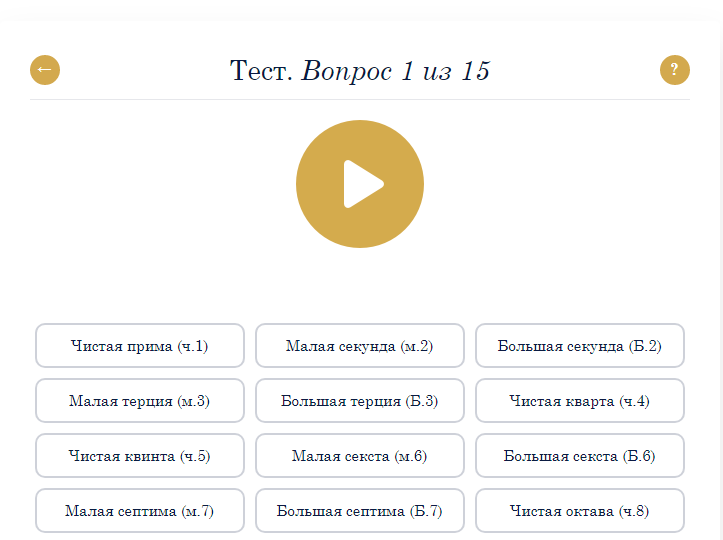 ←
Тест. Вопрос 1 из 15
?
Чистая прима (ч.1)
Малая секунда (м.2)
Большая секунда (Б.2)
Малая терция (м.3)
Большая терция (Б.3)
Чистая кварта (ч.4)
Чистая квинта (ч.5)
Малая секста (м.6)
Большая секста (Б.6)
Малая септима (м.7)
Большая септима (Б.7)
Чистая октава (ч.8)